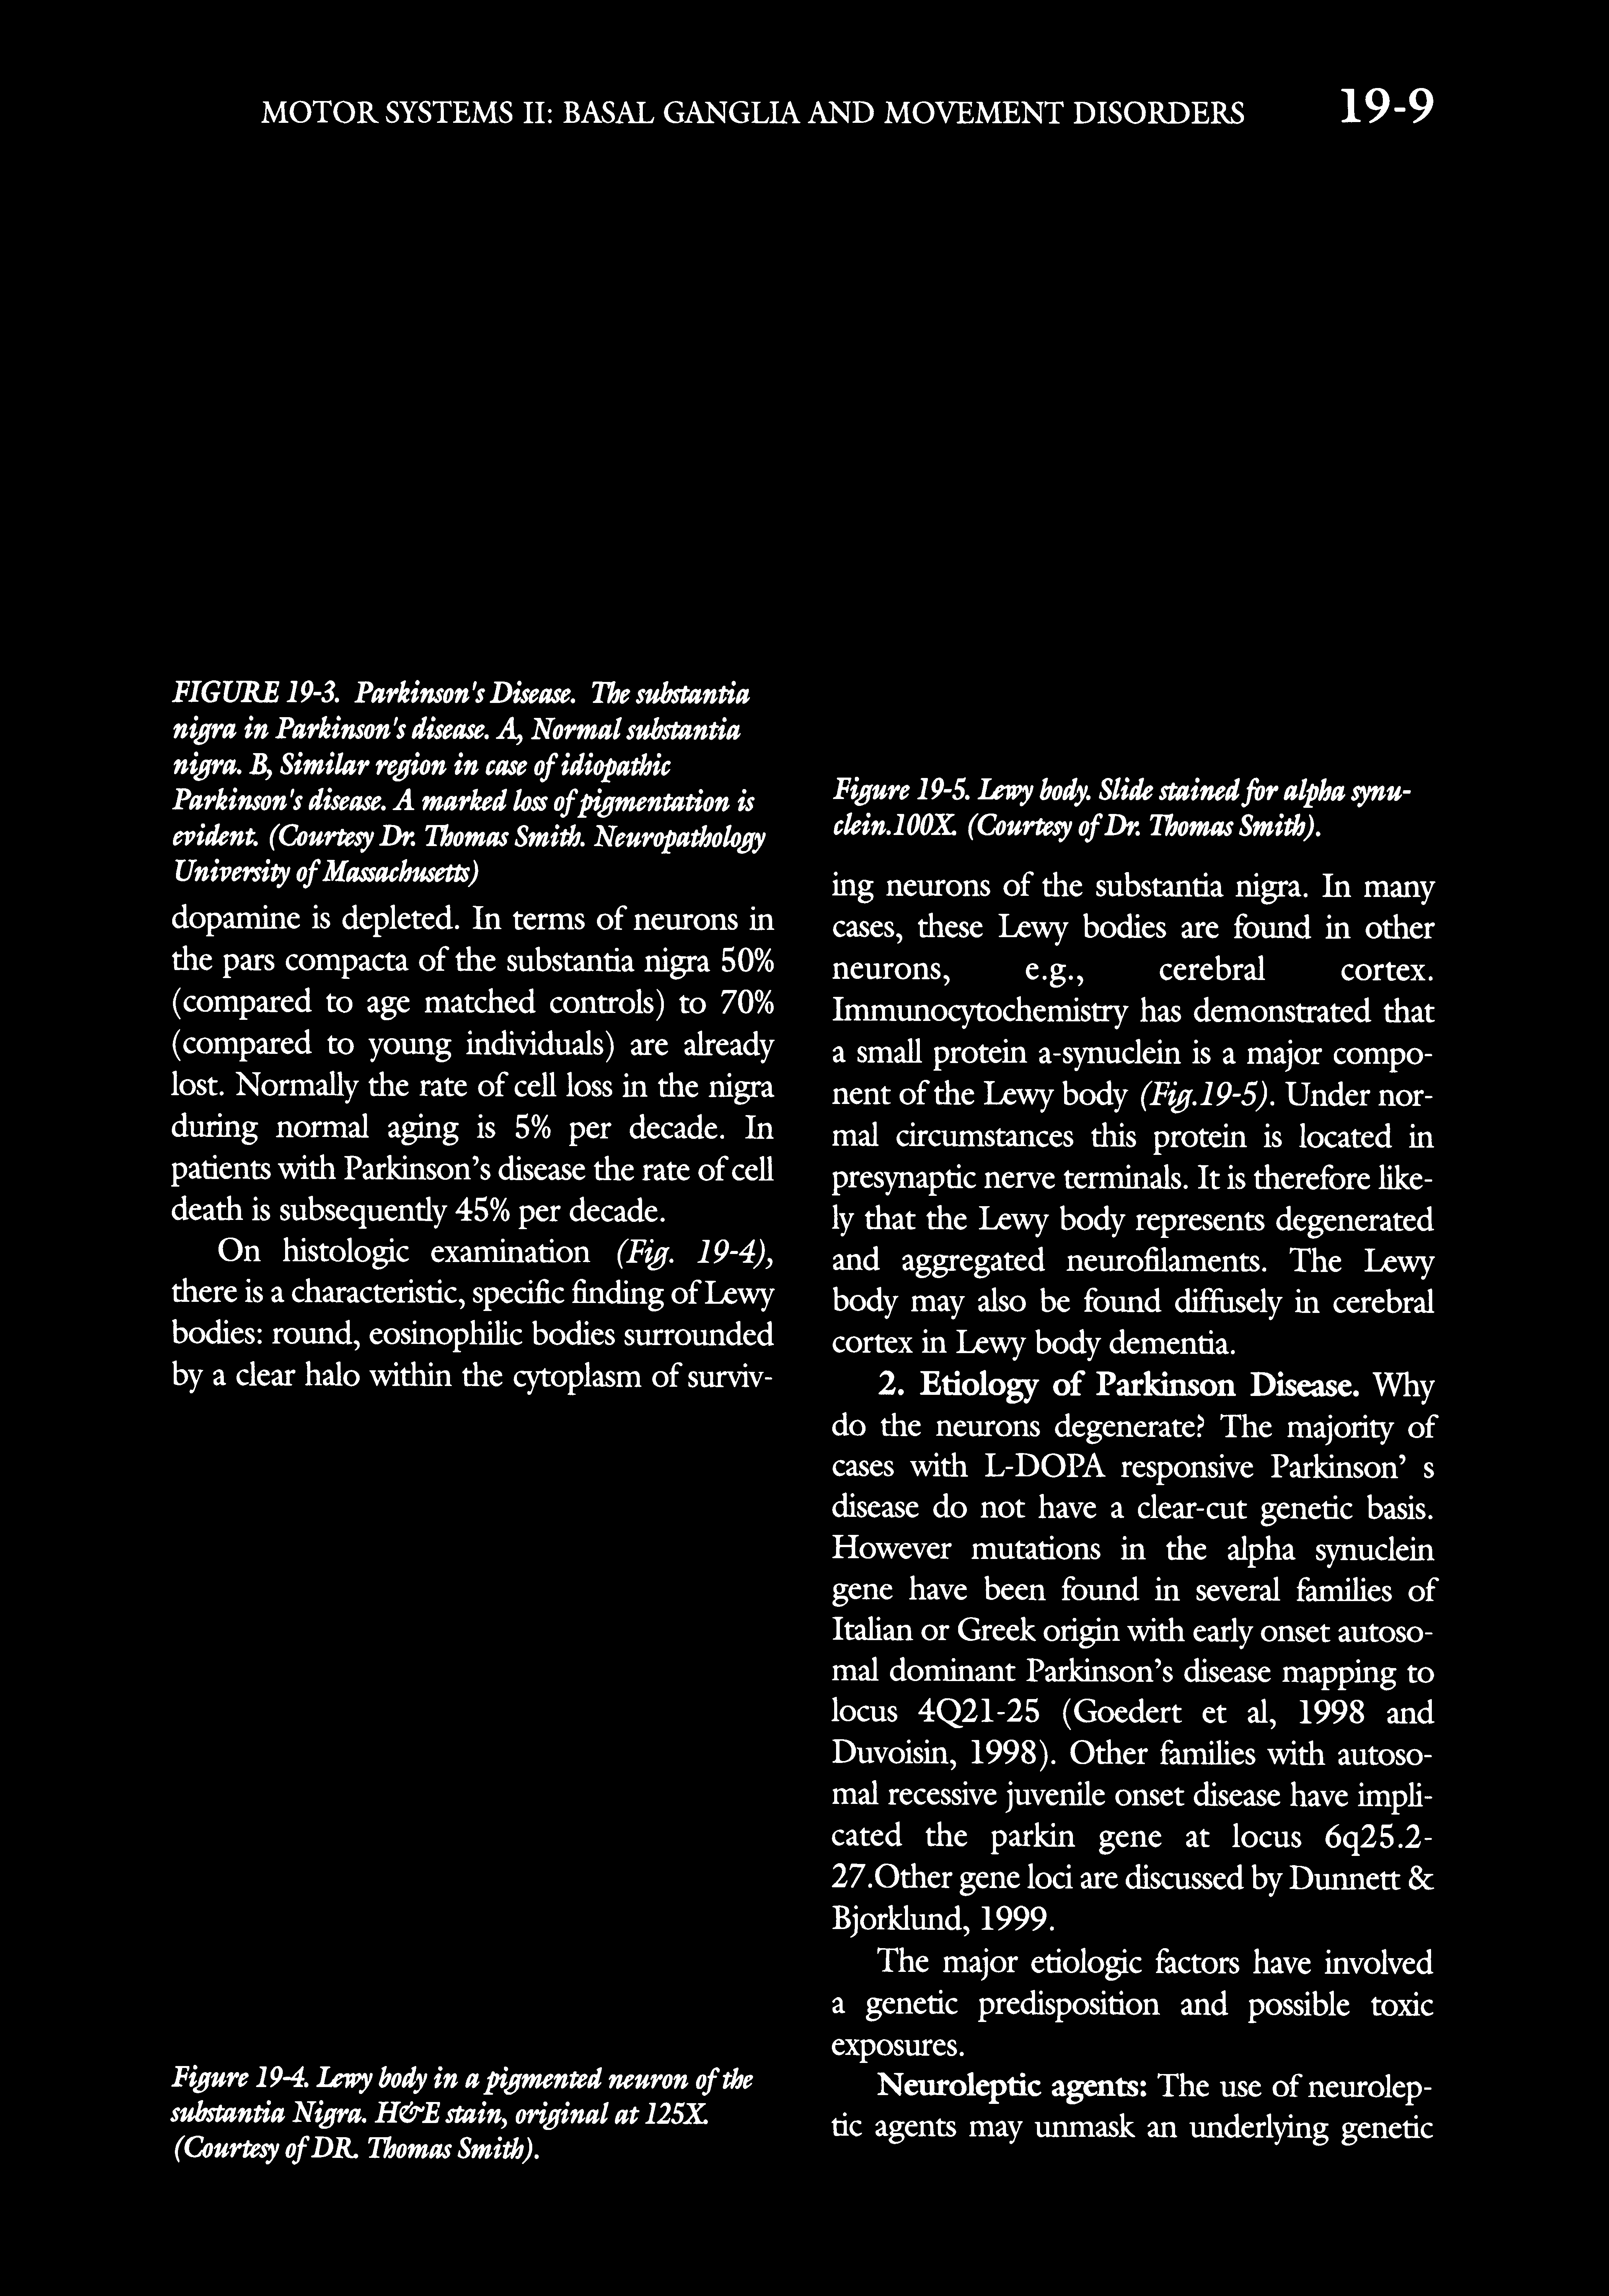 MOTOR SYSTEMS II: BASAL GANGLIA AND MOVEMENT DISORDERS 19-9
FIGURE 19-3. Parkinson's Disease. The substantia
nigra in Parkinson's disease. A, Normal substantia
nigra. B, Similar region in case of idiopathic
Parkinson's disease. A marked loss of pigmentation is
evident. (Courtesy Dr. Thomas Smith. Neuropathology
University of Massachusetts)
dopamine is depleted. In terms of neurons in
the pars compacta of the substantia nigra 50%
(compared to age matched controls) to 70%
(compared to young individuals) are already
lost. Normally the rate of cell loss in the nigra
during normal aging is 5% per decade. In
patients with Parkinson’s disease the rate of cell
death is subsequently 45% per decade.
On histologic examination (Fig. 19-4),
there is a characteristic, specific finding of Lewy
bodies: round, eosinophilic bodies surrounded
by a clear halo within the cytoplasm of surviv-
Figure 19-4. Lewy body in a pigmented neuron of the
substantia Nigra. H&E stain, original at 125X.
(Courtesy of DR. Thomas Smith).
Figure 19-5. Lewy body. Slide stained for alpha synu-
clein.100X. (Courtesy of Dr. Thomas Smith).
ing neurons of the substantia nigra. In many
cases, these Lewy bodies are found in other
neurons, e.g., cerebral cortex.
Immunocytochemistry has demonstrated that
a small protein a-synuclein is a major compo-
nent of the Lewy body (Fig.19-5). Under nor-
mal circumstances this protein is located in
presynaptic nerve terminals. It is therefore like-
ly that the Lewy body represents degenerated
and aggregated neurofilaments. The Lewy
body may also be found diffusely in cerebral
cortex in Lewy body dementia.
2. Etiology of Parkinson Disease. Why
do the neurons degenerate? The majority of
cases with L-DOPA responsive Parkinson’ s
disease do not have a clear-cut genetic basis.
However mutations in the alpha synuclein
gene have been found in several families of
Italian or Greek origin with early onset autoso-
mal dominant Parkinson’s disease mapping to
locus 4Q21-25 (Goedert et al, 1998 and
Duvoisin, 1998). Other families with autoso-
mal recessive juvenile onset disease have impli-
cated the parkin gene at locus 6q25.2-
27.Other gene loci are discussed by Dunnett &
Bjorklund, 1999.
The major etiologic factors have involved
a genetic predisposition and possible toxic
exposures.
Neuroleptic agents: The use of neurolep-
tic agents may unmask an underlying genetic